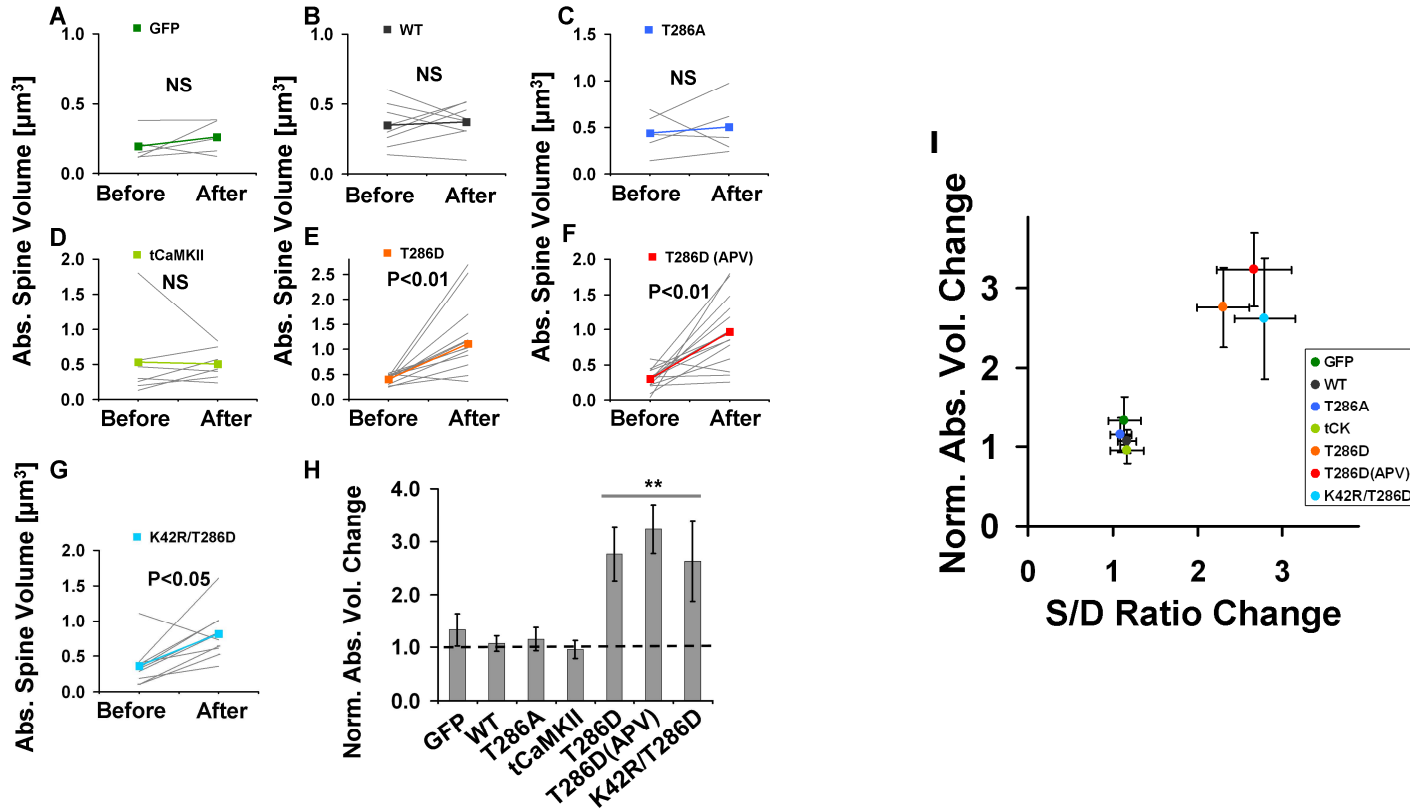 A
GFP
Abs. Spine Volume [µm³]
1.0
0.5
0.0
NS
Before After
B
WT
Abs. Spine Volume [µm³]
1.0
0.5
0.0
NS
Before After
C
T286A
Abs. Spine Volume [µm³]
1.5
1.0
0.5
0.0
NS
Before After
D
tCaMKII
2.0
1.5
1.0
0.5
0.0
NS
Before After
E
T286D
2.5
2.0
1.5
1.0
0.5
0.0
P<0.01
Before After
F
T286D (APV)
2.0
1.5
1.0
0.5
0.0
P<0.01
Before After
G
K42R/T286D
Abs. Spine Volume [µm³]
2.0
1.5
1.0
0.5
0.0
P<0.05
Before After
H
Norm. Abs. Vol. Change
4.0
3.0
2.0
1.0
0.0
**
GFP
WT
T286A
tCaMKII
T286D
T286D(APV)
K42R/T286D
I
Norm. Abs. Vol. Change
3
2
1
0
0 1 2 3
S/D Ratio Change
GFP
WT
T286A
tCK
T286D
T286D(APV)
K42R/T286D